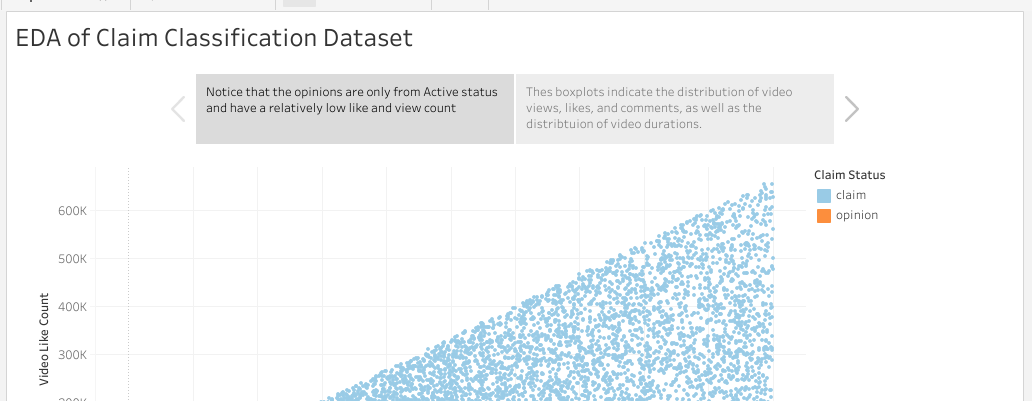 EDA of Claim Classification Dataset
Notice that the opinions are only from Active status
and have a relatively low like and view count
Thes boxplots indicate the distribution of video
views, likes, and comments, as well as the
distribtuion of video durations.
Claim Status
claim
opinion
600K
500K
400K
300K
Video Like Count